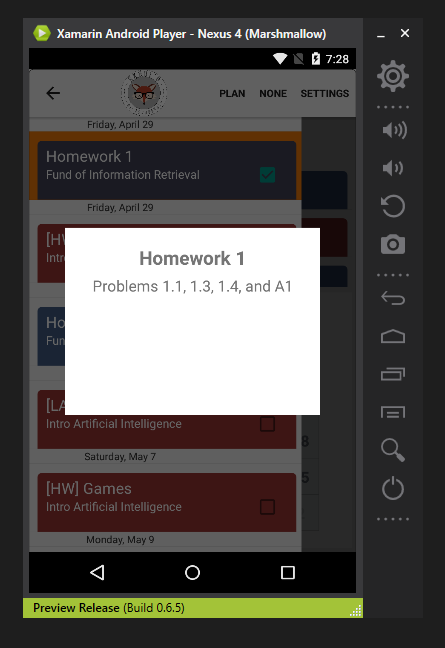 Xamarin Android Player - Nexus 4 (Marshmallow)
7:28
PLAN NONE SETTINGS
Friday, April 29
Homework 1
Fund of Information Retrieval
Friday, April 29
[HW
Intro
Homework 1
Problems 1.1, 1.3, 1.4, and A1
Ho
Fun
[LA
Intro Artificial Intelligence
8
Saturday, May 7
5
[HW] Games
Intro Artificial Intelligence
Monday, May 9
Preview Release (Build 0.6.5)